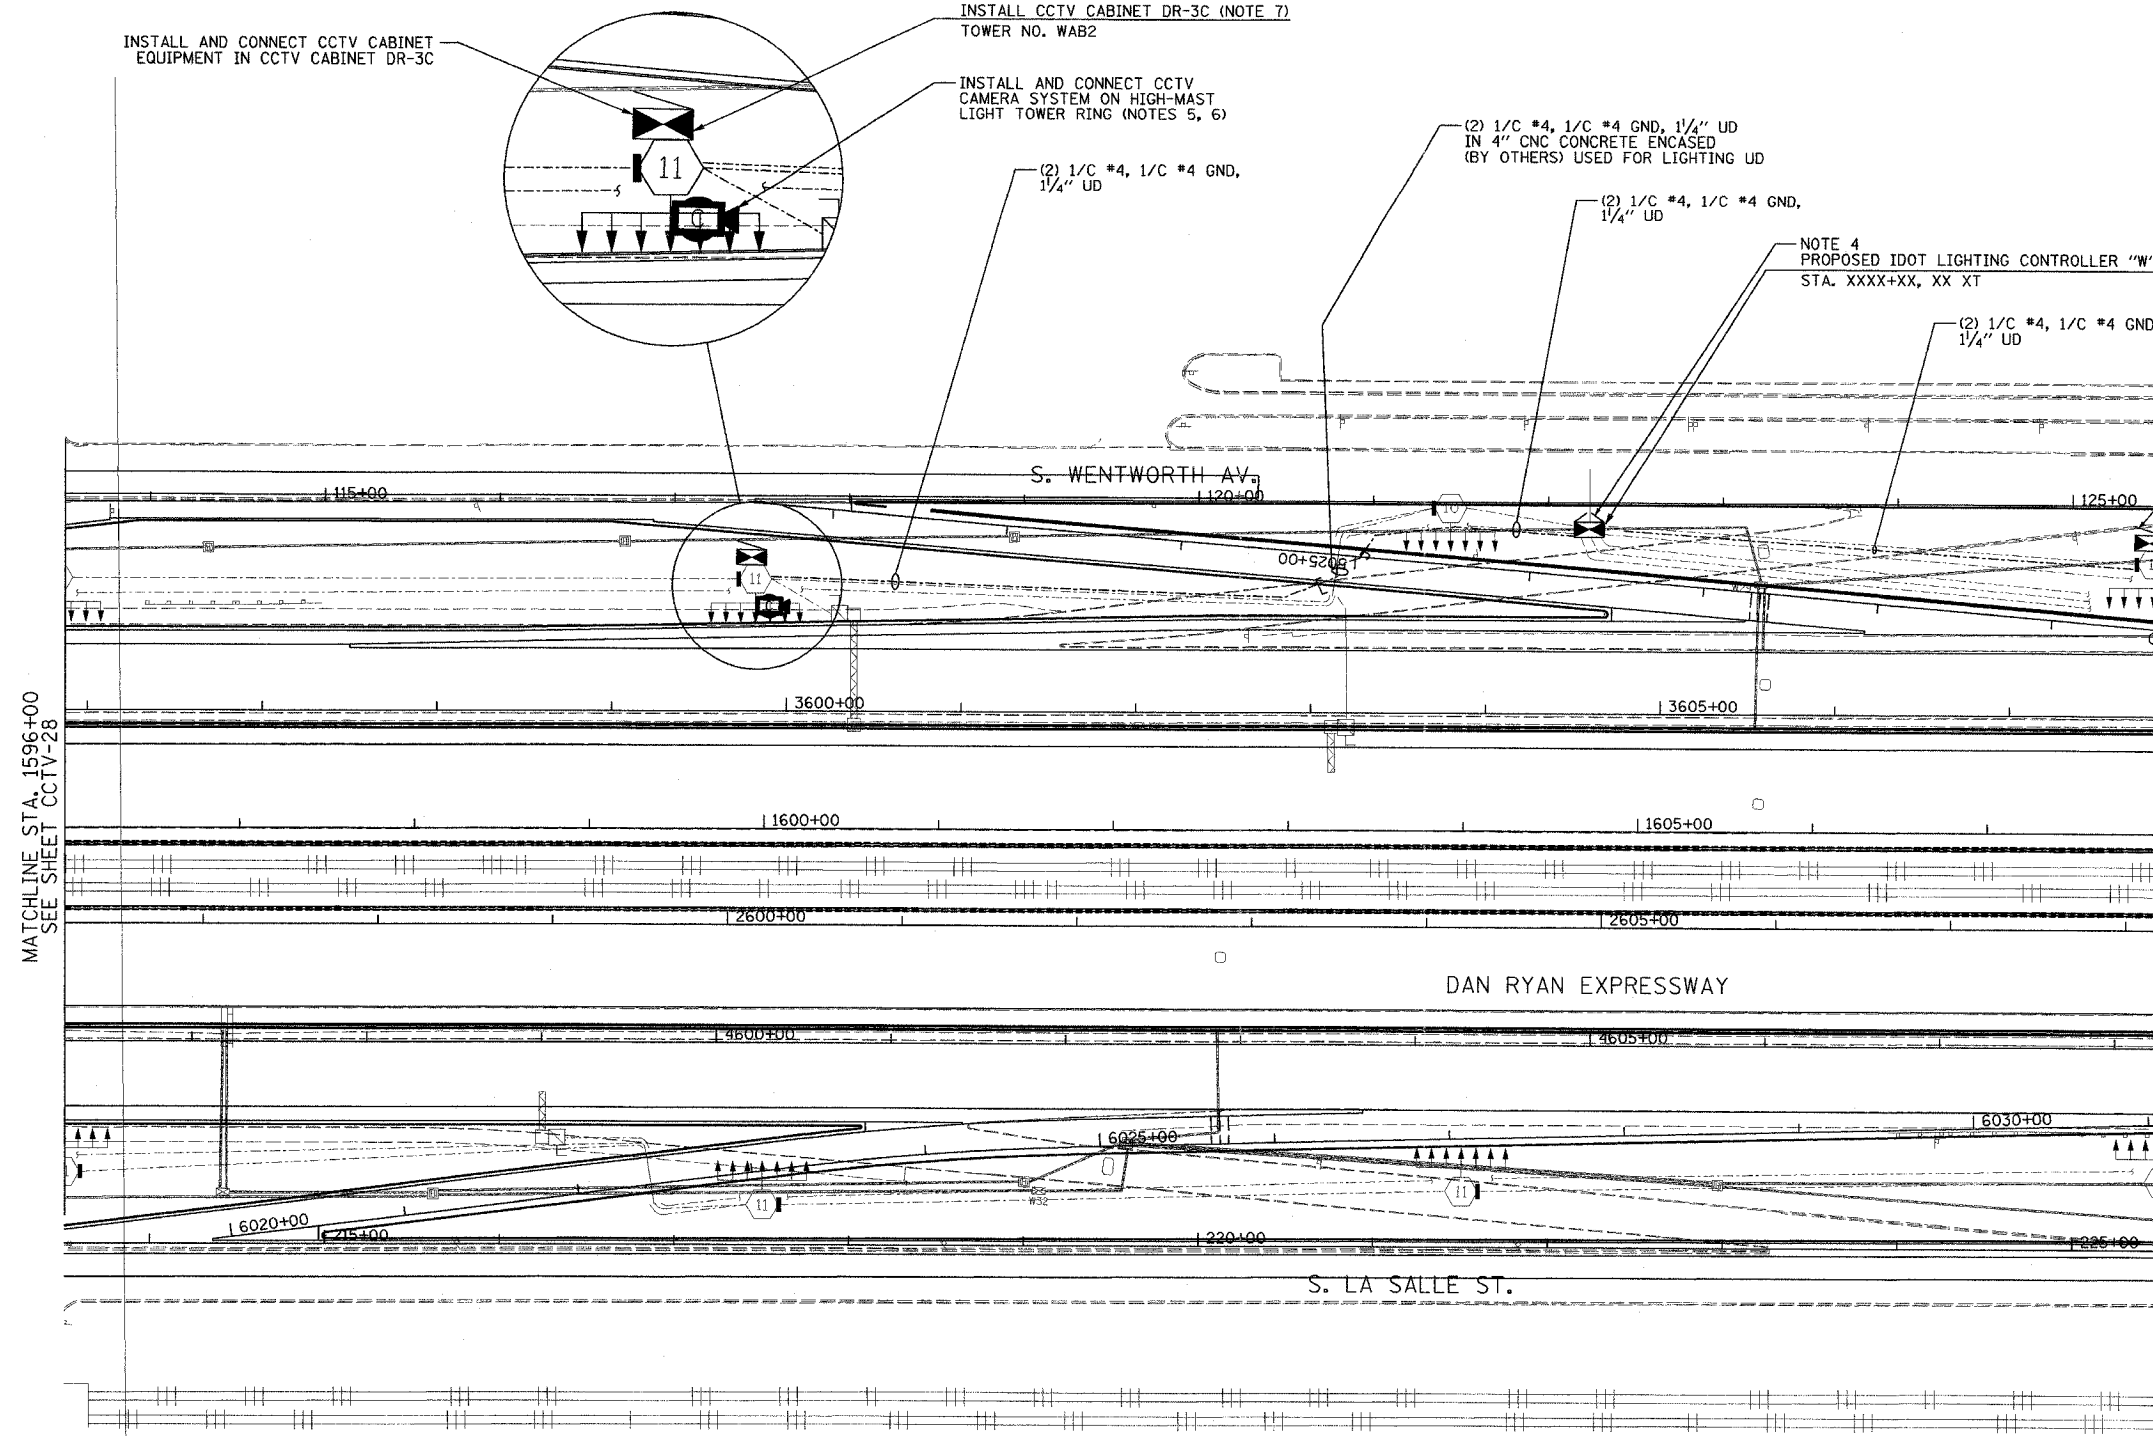 INSTALL CCTV CABINET DR-3C (NOTE 7)
TOWER NO. WAB2
INSTALL AND CONNECT CCTV CABINET
EQUIPMENT IN CCTV CABINET DR-3C
INSTALL AND CONNECT CCTV
CAMERA SYSTEM ON HIGH-MAST
LIGHT TOWER RING (NOTES 5, 6)
11
C
(2) 1/C #4, 1/C #4 GND,
1¼" UD
(2) 1/C #4, 1/C #4 GND, 1¼" UD
IN 4" CNC CONCRETE ENCASED
(BY OTHERS) USED FOR LIGHTING UD
(2) 1/C #4, 1/C #4 GND,
1¼" UD
NOTE 4
PROPOSED IDOT LIGHTING CONTROLLER "W"
STA. XXXX+XX, XX XT
(2) 1/C #4, 1/C #4 GND
1¼" UD
S. WENTWORTH AV.
115+00
120+00
125+00
10
5025+00
11
C
3600+00
3605+00
MATCHLINE STA. 1596+00
SEE SHEET CCTV-28
1600+00
1605+00
2600+00
2605+00
DAN RYAN EXPRESSWAY
4600+00
4605+00
6025+00
6030+00
11
11
W32
6020+00
215+00
220+00
225+00
S. LA SALLE ST.